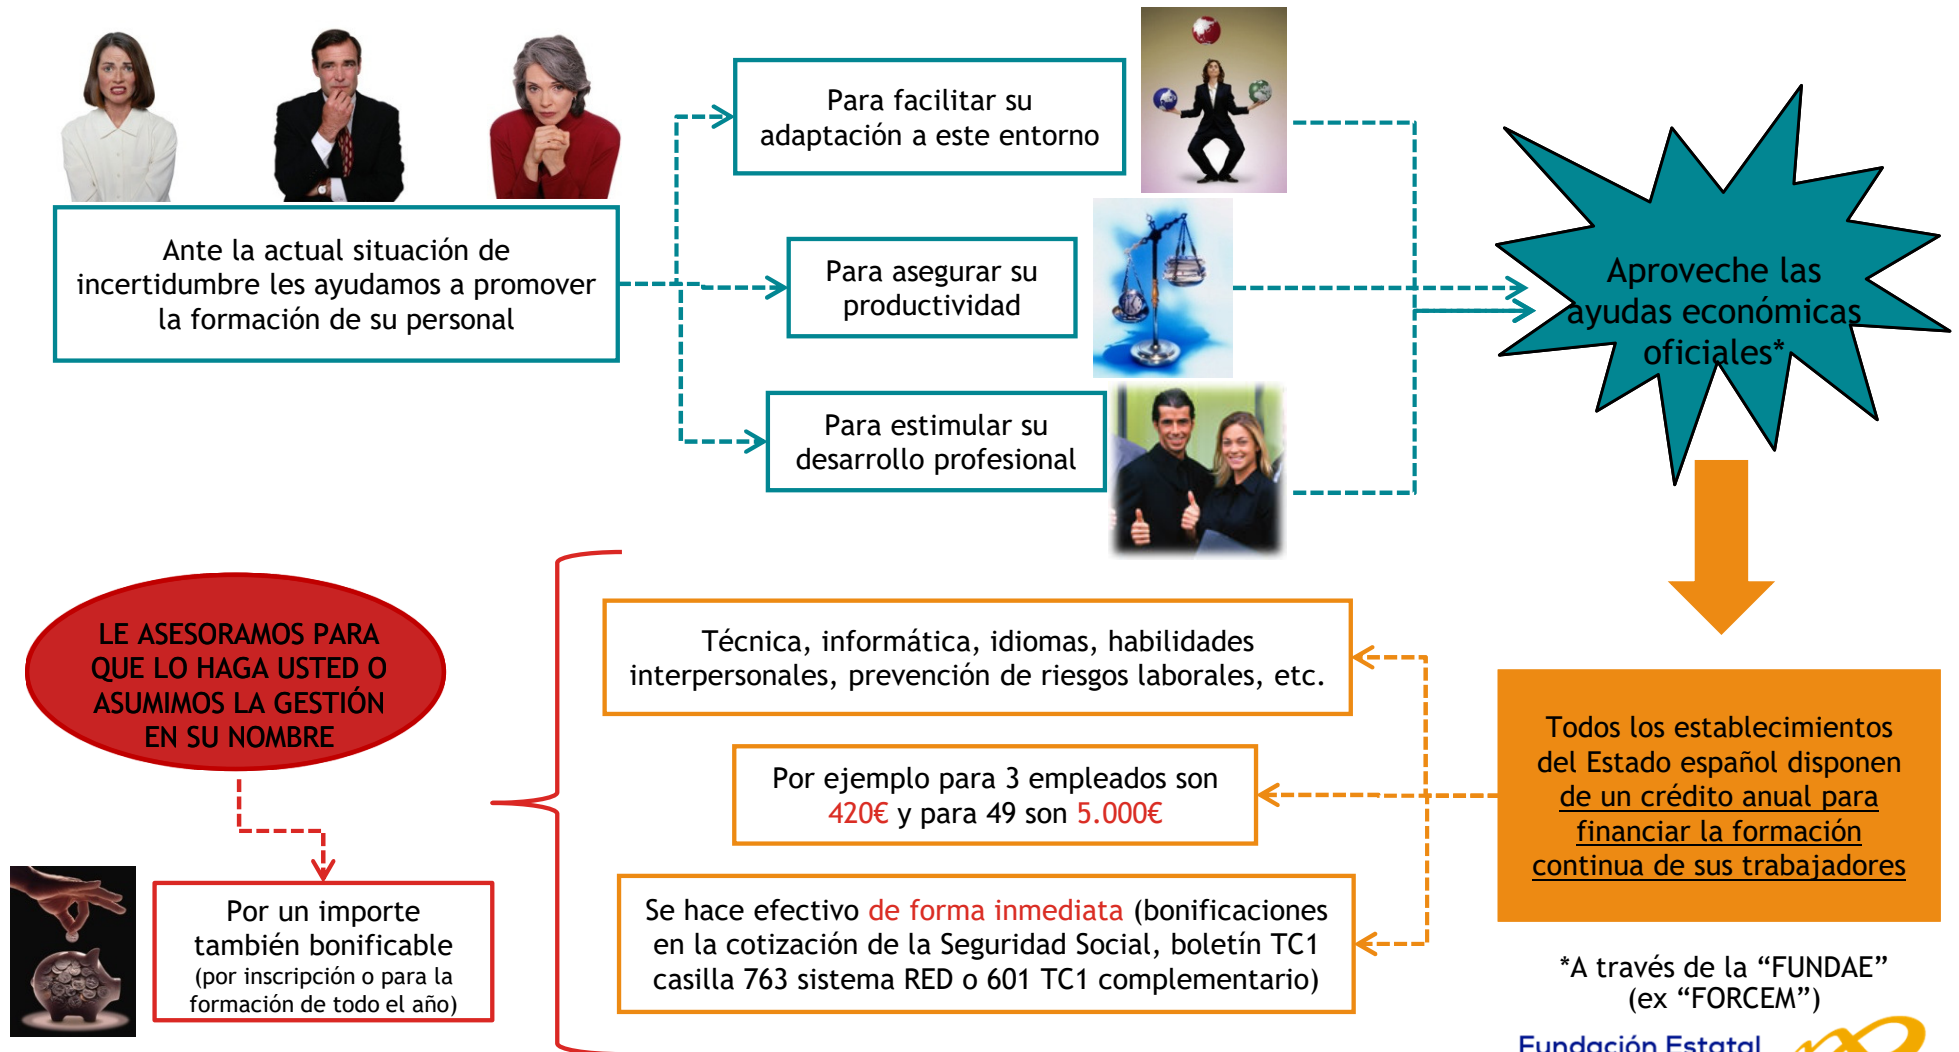 Ante la actual situación de
incertidumbre les ayudamos a promover
la formación de su personal
Para facilitar su
adaptación a este entorno
Para asegurar su
productividad
Para estimular su
desarrollo profesional
Aproveche las
ayudas económicas
oficiales*
Todos los establecimientos
del Estado español disponen
de un crédito anual para
financiar la formación
continua de sus trabajadores
*A través de la “FUNDAE”
(ex “FORCEM”)
Fundación Estatal
Técnica, informática, idiomas, habilidades
interpersonales, prevención de riesgos laborales, etc.
Por ejemplo para 3 empleados son
420€ y para 49 son 5.000€
Se hace efectivo de forma inmediata (bonificaciones
en la cotización de la Seguridad Social, boletín TC1
casilla 763 sistema RED o 601 TC1 complementario)
LE ASESORAMOS PARA
QUE LO HAGA USTED O
ASUMIMOS LA GESTIÓN
EN SU NOMBRE
Por un importe
también bonificable
(por inscripción o para la
formación de todo el año)